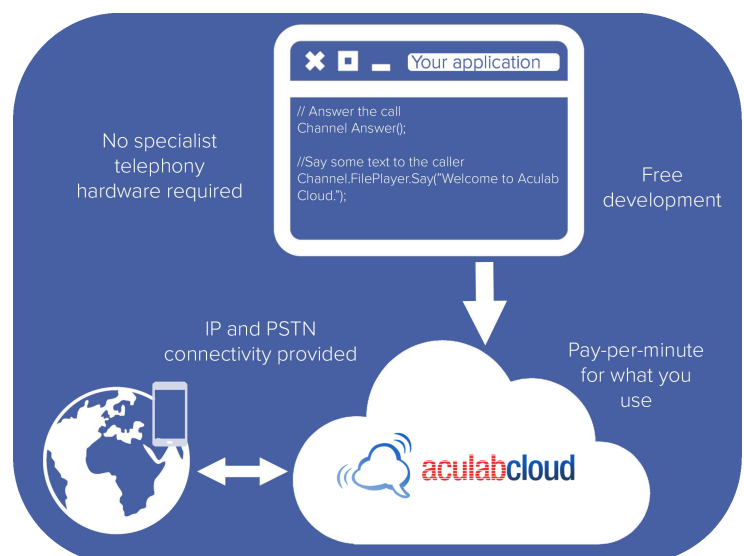 Your application
// Answer the call
Channel Answer();
//Say some text to the caller
Channel.FilePlayer.Say("Welcome to Aculab
Cloud.");
No specialist
telephony
hardware required
Free
development
IP and PSTN
connectivity provided
Pay-per-minute
for what you
use
aculabcloud